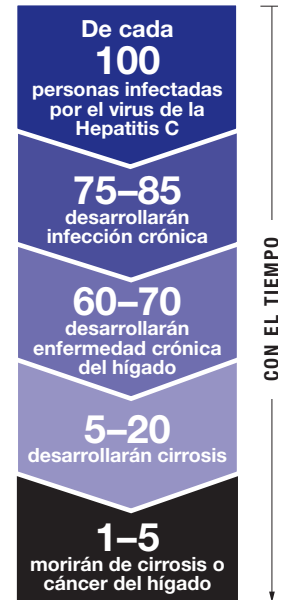 De cada
100
personas infectadas
por el virus de la
Hepatitis C
75–85
desarrollarán
infección crónica
60–70
desarrollarán
enfermedad crónica
del hígado
5–20
desarrollarán cirrosis
1–5
morirán de cirrosis o
cáncer del hígado
CON EL TIEMPO